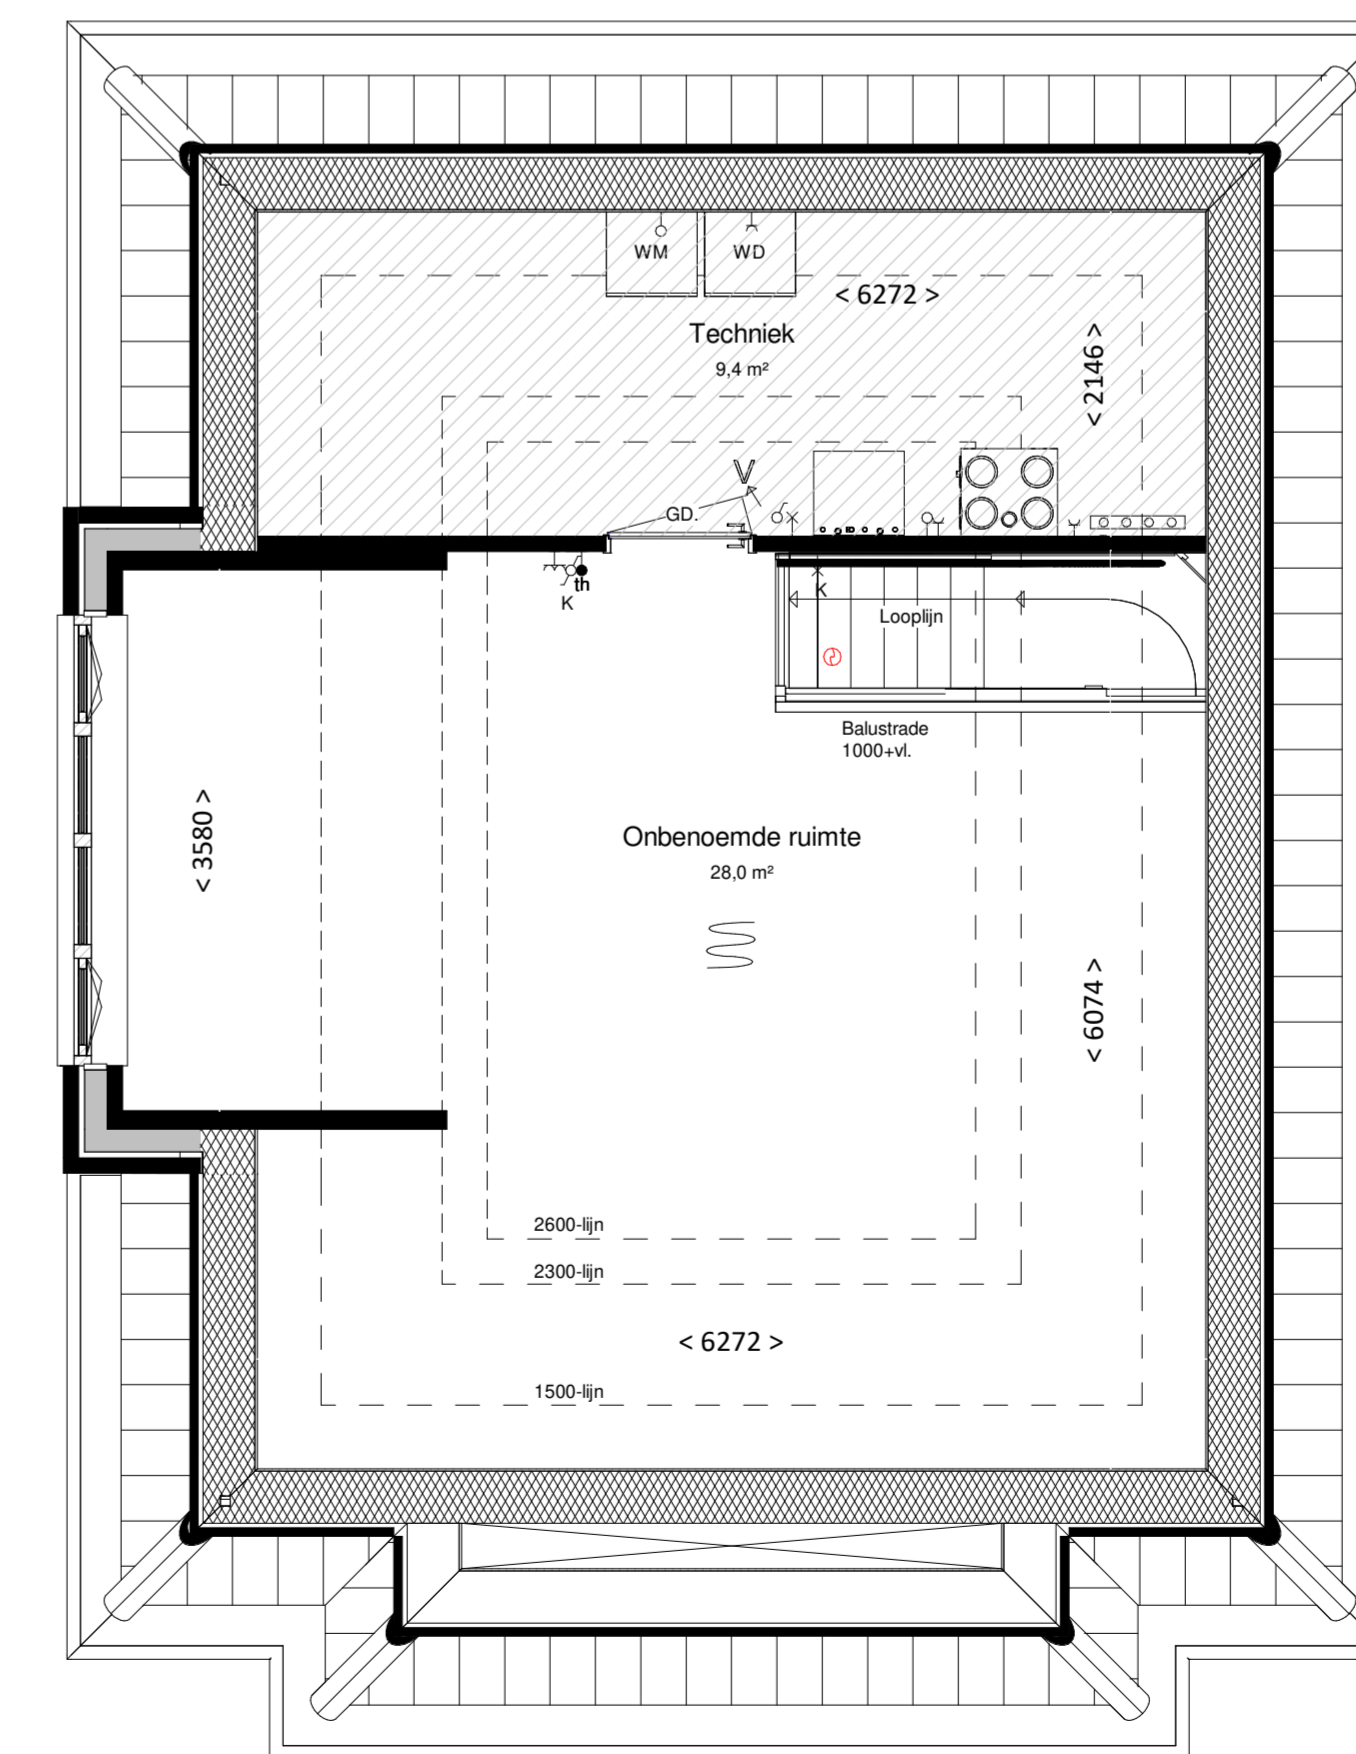 WM
WD
< 6272 >
Techniek
9,4 m²
< 2146 >
V
GD.
th
K
K
Looplijn
Balustrade
1000+vl.
< 3580 >
Onbenoemde ruimte
28,0 m²
< 6074 >
2600-lijn
2300-lijn
< 6272 >
1500-lijn